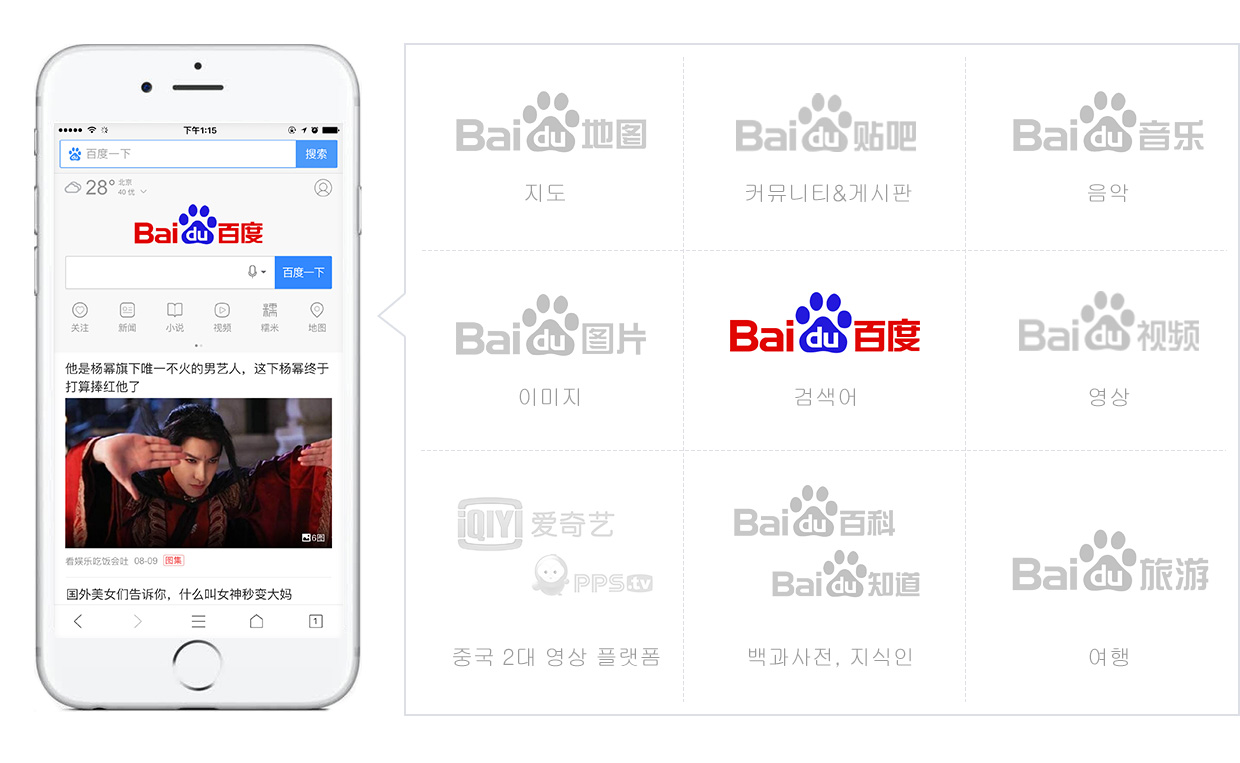 下午1:15
百度一下
搜索
28°
北京
40 优
Bai du 百度
百度一下
关注
新闻
小说
视频
糯米
地图
他是杨幂旗下唯一不火的男艺人，这下杨幂终于
打算捧红他了
6图
看娱乐吃饭会吐 08-09 图集
国外美女们告诉你，什么叫女神秒变大妈
1
Bai du 地图
지도
Bai du 贴吧
커뮤니티&게시판
Bai du 音乐
음악
Bai du 图片
이미지
Bai du 百度
검색어
Bai du 视频
영상
iQIYI 爱奇艺
PPS tv
중국 2대 영상 플랫폼
Bai du 百科
Bai du 知道
백과사전, 지식인
Bai du 旅游
여행